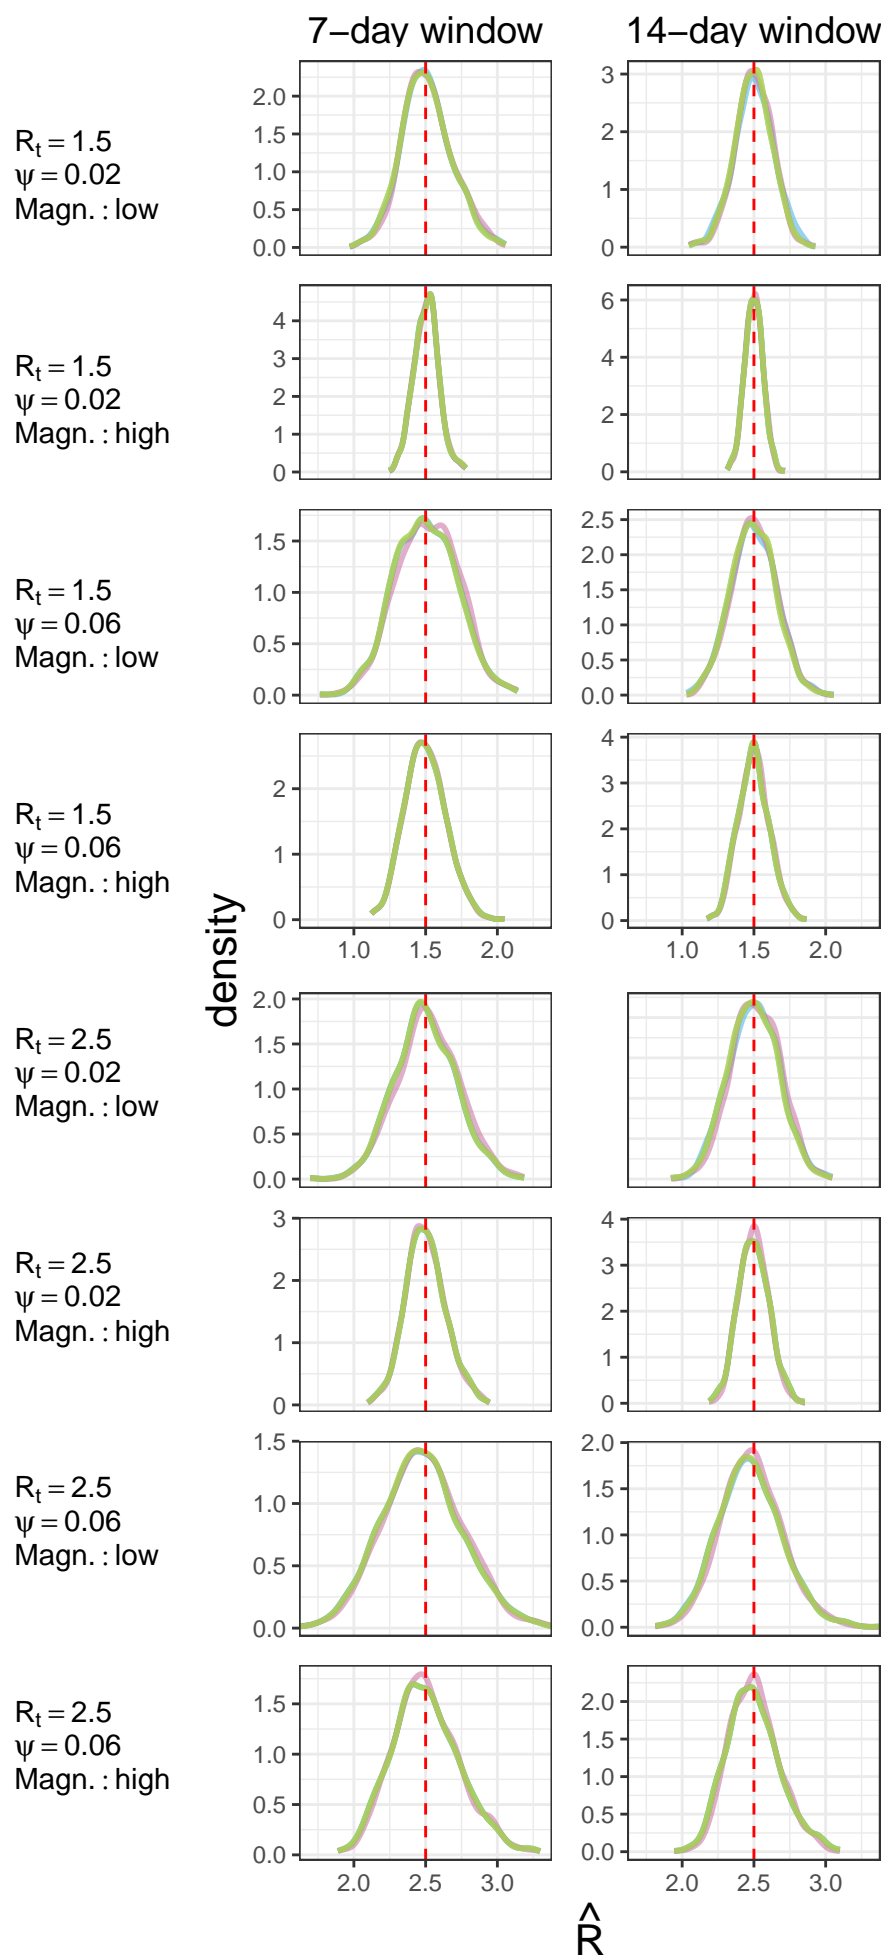 7−day window
14−day window
Rt = 1.5
ψ = 0.02
Magn. : low
2.0
1.5
1.0
0.5
0.0
3
2
1
0
Rt = 1.5
ψ = 0.02
Magn. : high
4
3
2
1
0
6
4
2
0
Rt = 1.5
ψ = 0.06
Magn. : low
1.5
1.0
0.5
0.0
2.5
2.0
1.5
1.0
0.5
0.0
Rt = 1.5
ψ = 0.06
Magn. : high
2
1
0
4
3
2
1
0
1.0 1.5 2.0
1.0 1.5 2.0
density
Rt = 2.5
ψ = 0.02
Magn. : low
2.0
1.5
1.0
0.5
0.0
Rt = 2.5
ψ = 0.02
Magn. : high
3
2
1
0
4
3
2
1
0
Rt = 2.5
ψ = 0.06
Magn. : low
1.5
1.0
0.5
0.0
2.0
1.5
1.0
0.5
0.0
Rt = 2.5
ψ = 0.06
Magn. : high
1.5
1.0
0.5
0.0
2.0
1.5
1.0
0.5
0.0
2.0 2.5 3.0
2.0 2.5 3.0
R̂